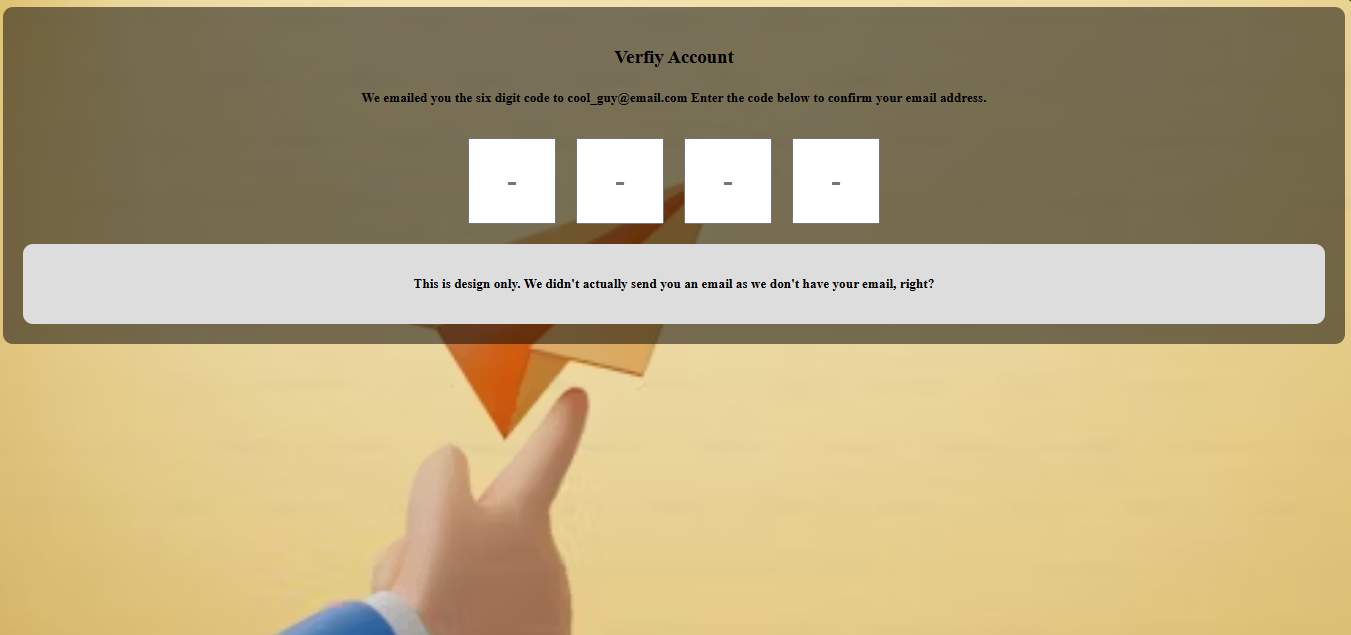 Verfiy Account
We emailed you the six digit code to cool_guy@email.com Enter the code below to confirm your email address.
- - - -
This is design only. We didn't actually send you an email as we don't have your email, right?